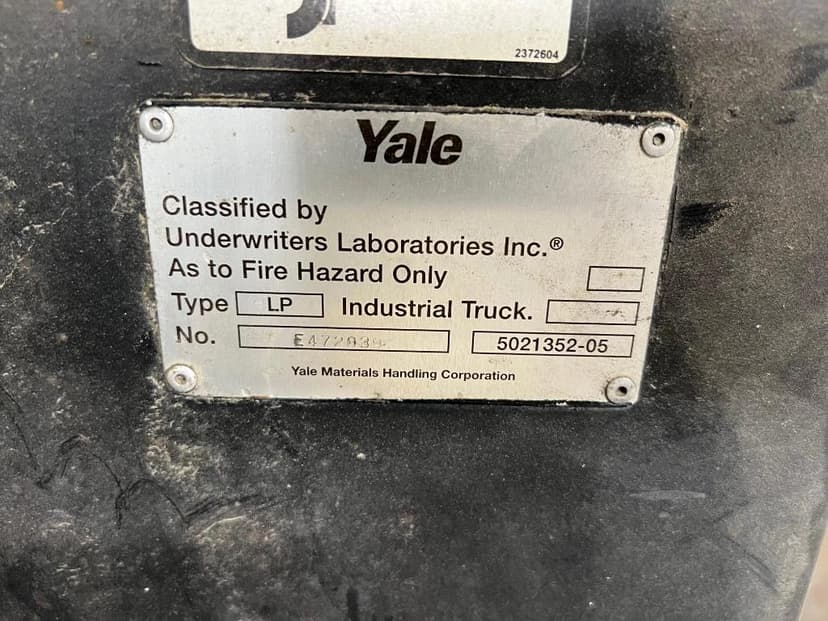 2372604
Yale
Classified by
Underwriters Laboratories Inc.®
As to Fire Hazard Only
Type LP Industrial Truck.
No. 5021352-05
Yale Materials Handling Corporation